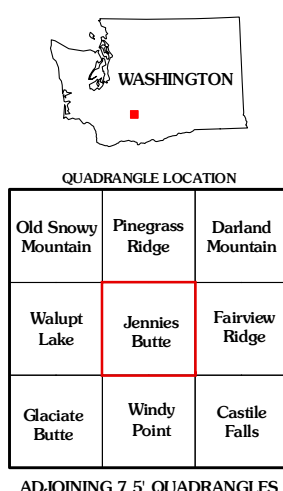 WASHINGTON
QUADRANGLE LOCATION
Old Snowy
Mountain
Pinegrass
Ridge
Darland
Mountain
Walupt
Lake
Jennies
Butte
Fairview
Ridge
Glaciate
Butte
Windy
Point
Castile
Falls
ADJOINING 7.5' QUADRANGLES